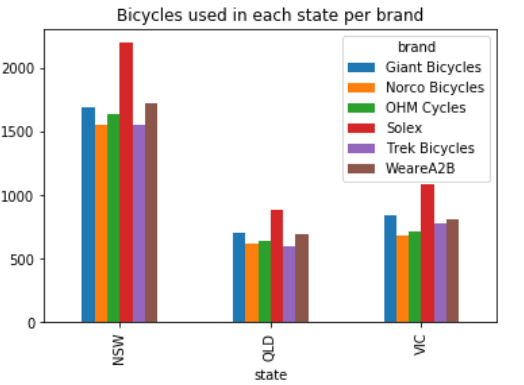 Bicycles used in each state per brand
2000
1500
1000
500
0
brand
Giant Bicycles
Norco Bicycles
OHM Cycles
Solex
Trek Bicycles
WeareA2B
NSW
QLD
VIC
state